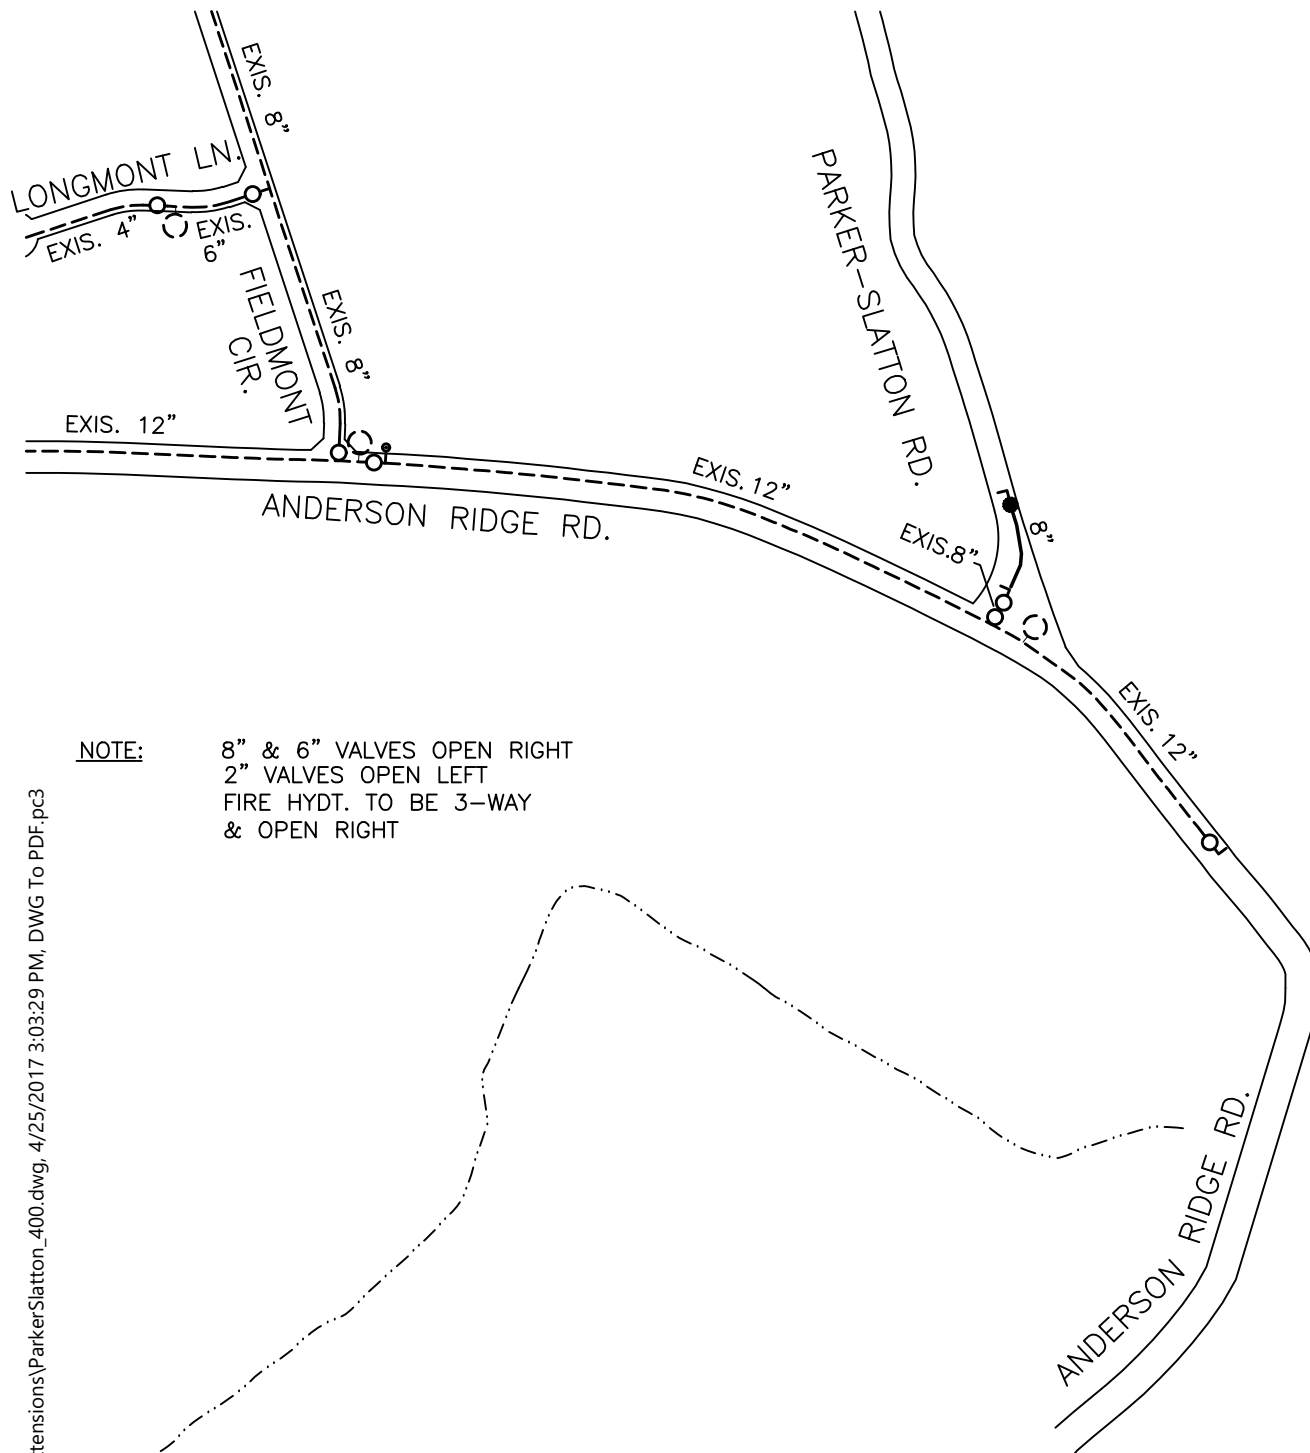 EXIS. 8”
LONGMONT LN.
EXIS. 4”
EXIS.
6”
FIELDMONT
CIR.
EXIS. 8”
PARKER-SLATTON RD.
EXIS. 12”
ANDERSON RIDGE RD.
EXIS. 12”
EXIS.8”
8”
EXIS. 12”
NOTE:
8” & 6” VALVES OPEN RIGHT
2” VALVES OPEN LEFT
FIRE HYDT. TO BE 3-WAY
& OPEN RIGHT
tensions\ParkerSlatton_400.dwg, 4/25/2017 3:03:29 PM, DWG To PDF.pc3
ANDERSON RIDGE RD.